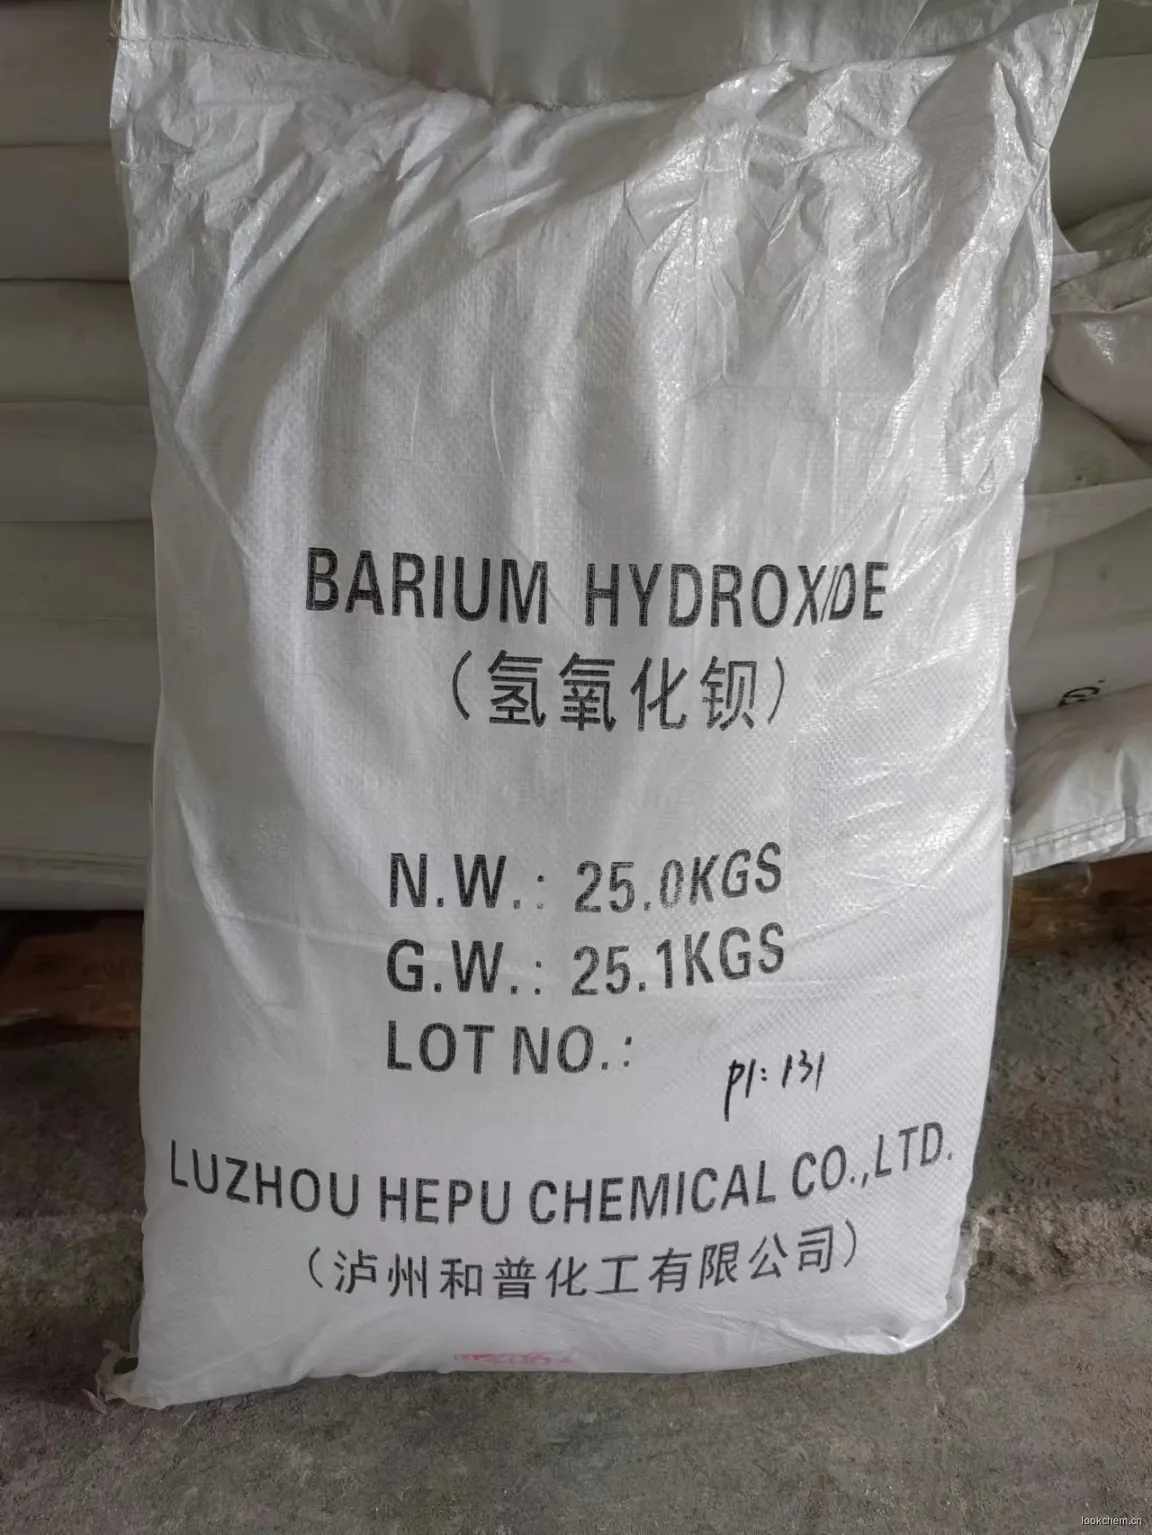 BARIUM HYDROXIDE
（氢氧化钡）
N.W.: 25.0KGS
G.W.: 25.1KGS
LOT NO.:
P1: 131
LUZHOU HEPU CHEMICAL CO.,LTD.
（泸州和普化工有限公司）
lookchem.cn